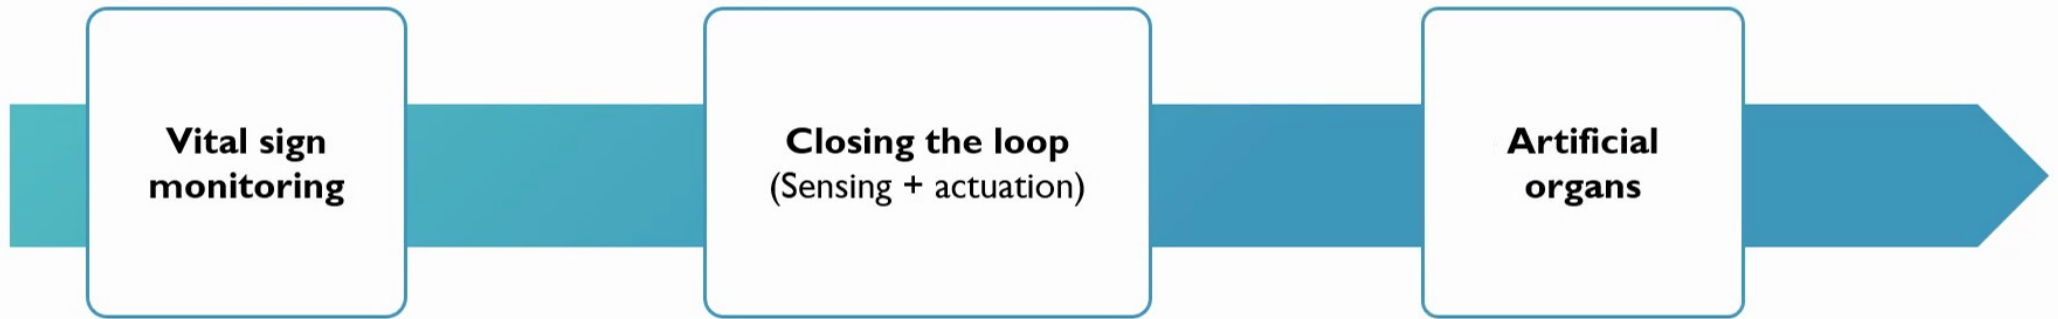 Vital sign
monitoring
Closing the loop
(Sensing + actuation)
Artificial
organs